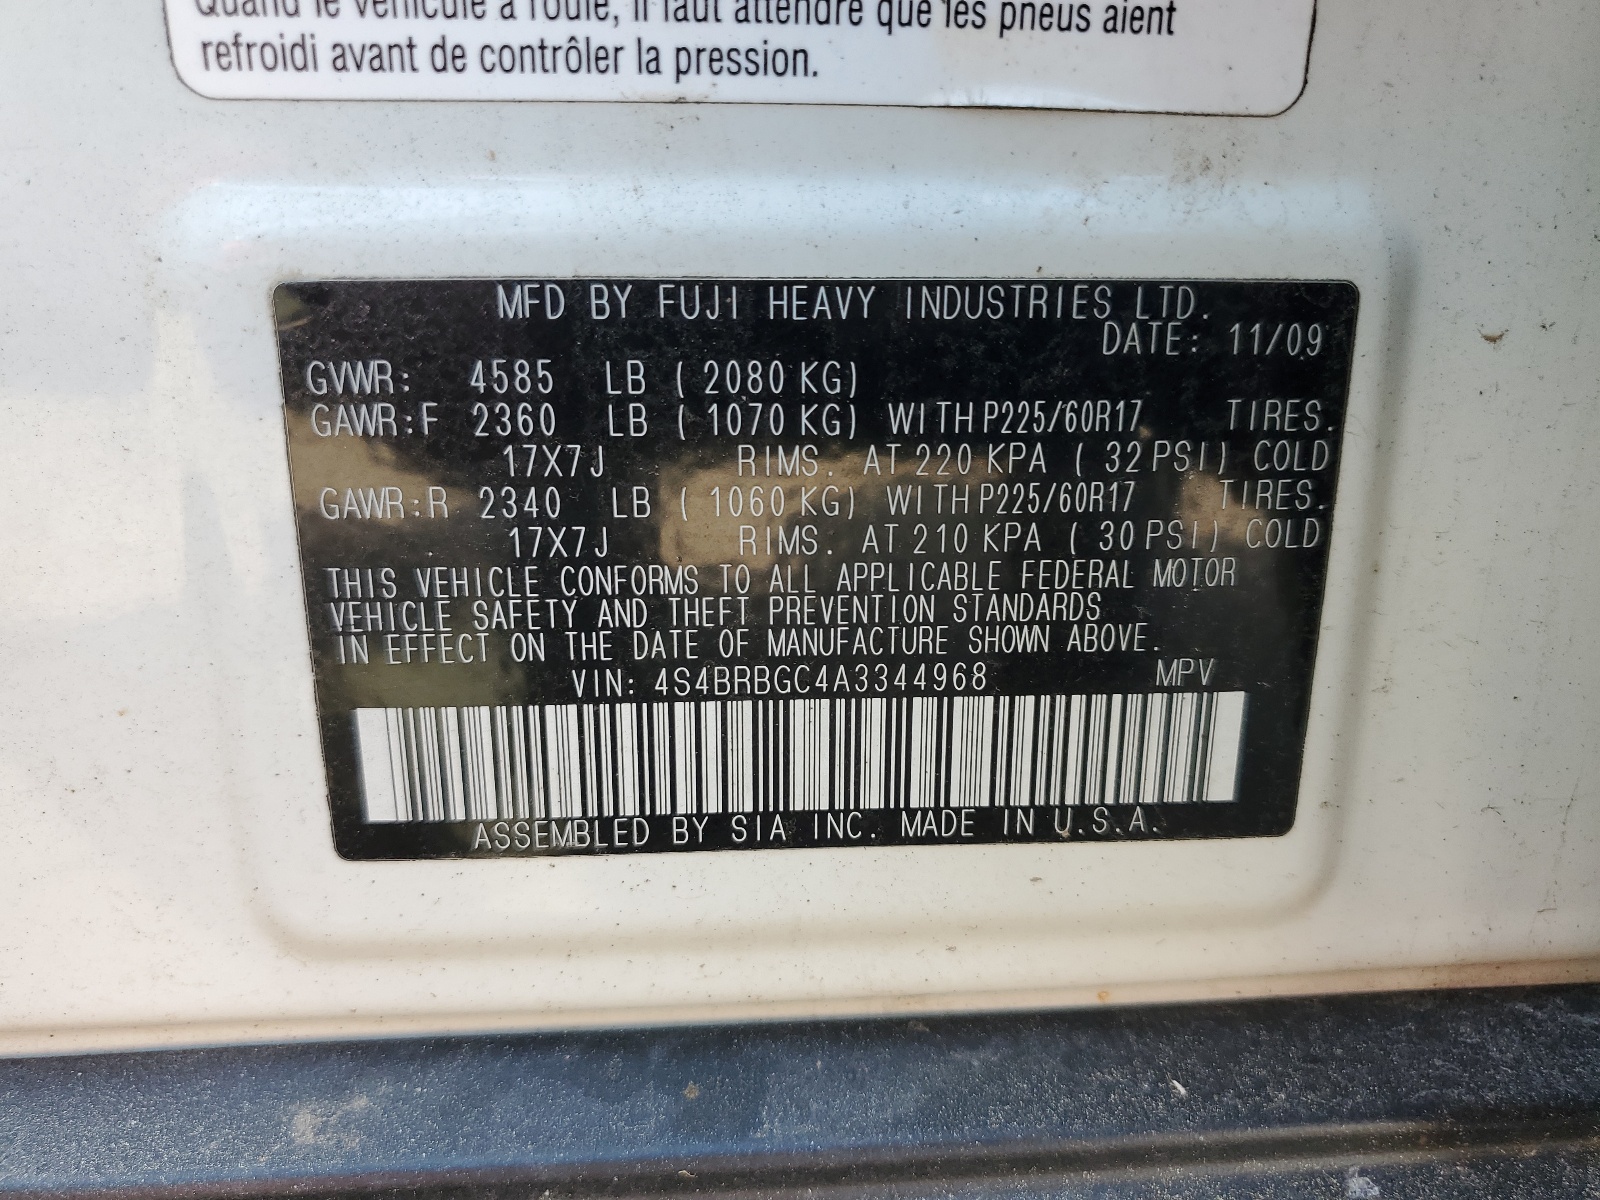 Quand le véhicule a roulé, il faut attendre que les pneus aient
refroidi avant de contrôler la pression.
MFD BY FUJI HEAVY INDUSTRIES LTD.
DATE: 11/09
GVWR: 4585 LB ( 2080 KG)
GAWR:F 2360 LB ( 1070 KG) WITH P225/60R17 TIRES.
17X7J RIMS. AT 220 KPA ( 32 PSI) COLD
GAWR:R 2340 LB ( 1060 KG) WITH P225/60R17 TIRES.
17X7J RIMS. AT 210 KPA ( 30 PSI) COLD
THIS VEHICLE CONFORMS TO ALL APPLICABLE FEDERAL MOTOR
VEHICLE SAFETY AND THEFT PREVENTION STANDARDS
IN EFFECT ON THE DATE OF MANUFACTURE SHOWN ABOVE.
VIN: 4S4BRBGC4A3344968 MPV
ASSEMBLED BY SIA INC. MADE IN U.S.A.